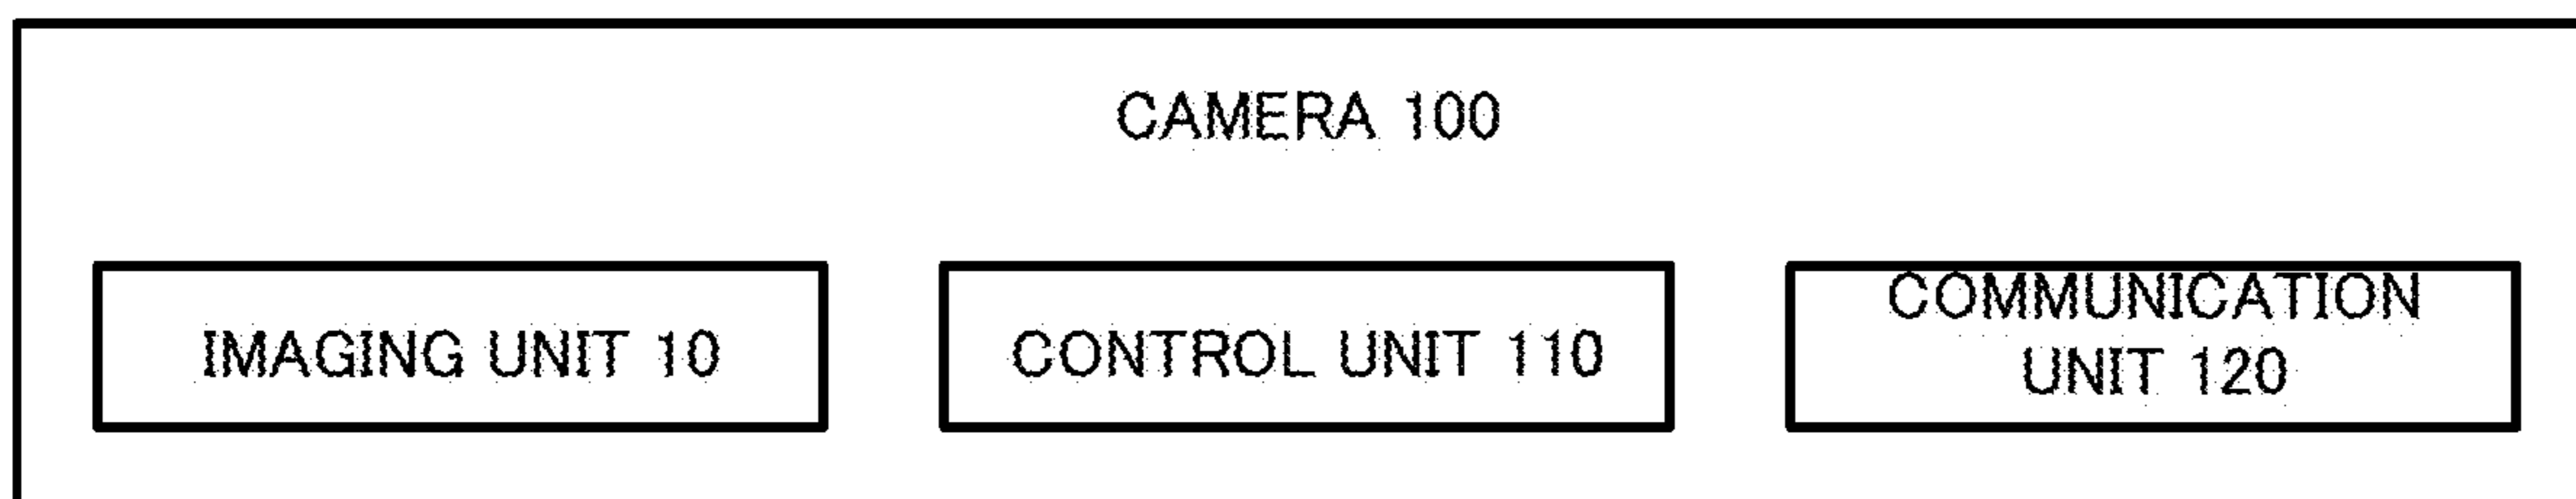 CAMERA 100
IMAGING UNIT 10
CONTROL UNIT 110
COMMUNICATION
UNIT 120